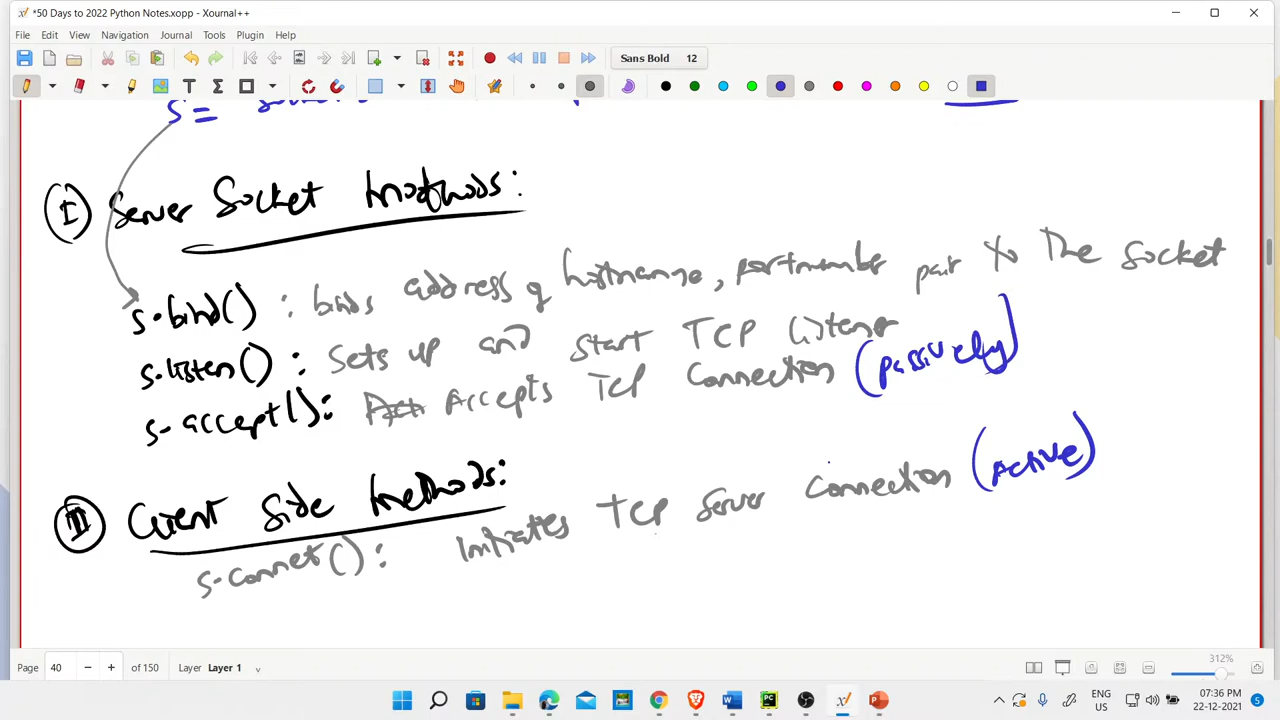 *50 Days to 2022 Python Notes.xopp - Xournal++
File Edit View Navigation Journal Tools Plugin Help
Sans Bold 12
S =
I Server Socket Methods:
s.bind() : binds address of hostname, portnumber pair to the socket
s.listen() : Sets up and start TCP listener
s.accept() : Accepts TCP connection (passively)
II Client Side Methods:
s.connet() : Initiates TCP Server connection (Active)
Page 40 of 150 Layer Layer 1 312%
ENG 07:36 PM
US 22-12-2021 5